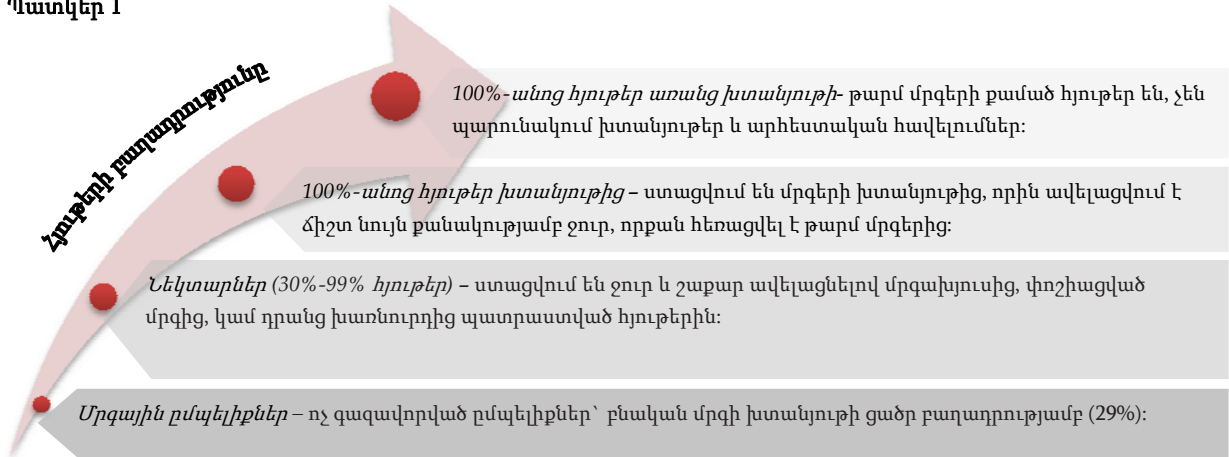 Պատկեր 1
Հյութերի բաղադրությունը
100%-անոց հյութեր առանց խտանյութի- թարմ մրգերի քամած հյութեր են, չեն
պարունակում խտանյութեր և արհեստական հավելումներ:
100%-անոց հյութեր խտանյութից – ստացվում են մրգերի խտանյութից, որին ավելացվում է
ճիշտ նույն քանակությամբ ջուր, որքան հեռացվել է թարմ մրգերից:
Նեկտարներ (30%-99% հյութեր) – ստացվում են ջուր և շաքար ավելացնելով մրգախյուսից, փոշիացված
մրգից, կամ դրանց խառնուրդից պատրաստված հյութերին:
Մրգային ըմպելիքներ – ոչ գազավորված ըմպելիքներ՝ բնական մրգի խտանյութի ցածր բաղադրությամբ (29%):